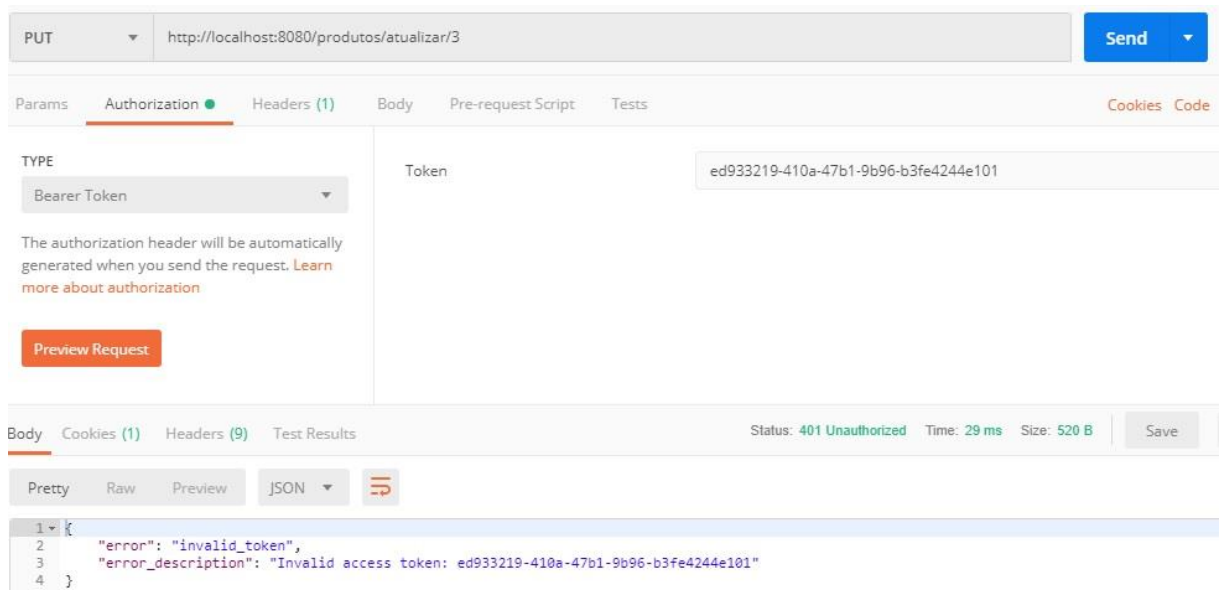 PUT http://localhost:8080/produtos/atualizar/3 Send
Params Authorization Headers (1) Body Pre-request Script Tests Cookies Code
TYPE
Bearer Token
The authorization header will be automatically
generated when you send the request. Learn
more about authorization
Preview Request
Token ed933219-410a-47b1-9b96-b3fe4244e101
Body Cookies (1) Headers (9) Test Results Status: 401 Unauthorized Time: 29 ms Size: 520 B Save
Pretty Raw Preview JSON
1 {
2 "error": "invalid_token",
3 "error_description": "Invalid access token: ed933219-410a-47b1-9b96-b3fe4244e101"
4 }